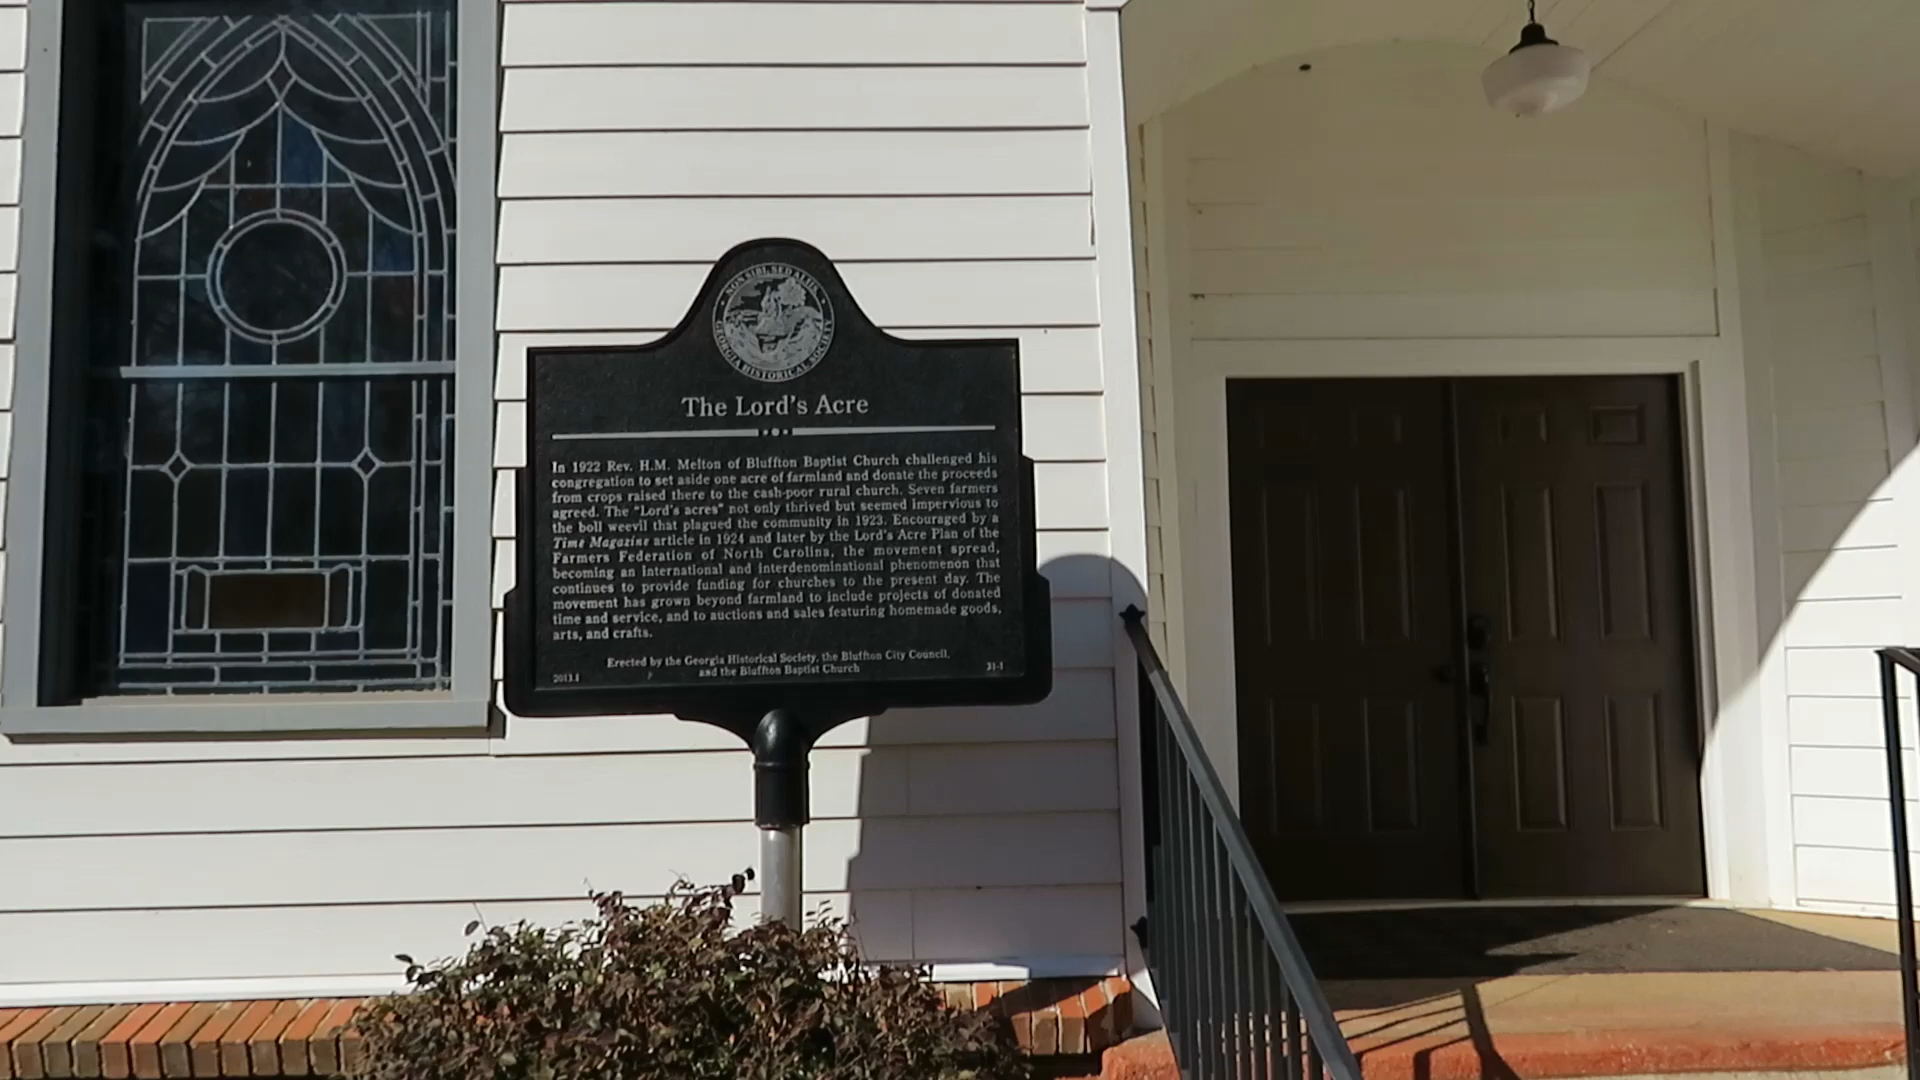 NON SIBI, SED ALIIS
GEORGIA HISTORICAL SOCIETY
The Lord's Acre
In 1922 Rev. H.M. Melton of Bluffton Baptist Church challenged his
congregation to set aside one acre of farmland and donate the proceeds
from crops raised there to the cash-poor rural church. Seven farmers
agreed. The "Lord's acres" not only thrived but seemed impervious to
the boll weevil that plagued the community in 1923. Encouraged by a
Time Magazine article in 1924 and later by the Lord's Acre Plan of the
Farmers Federation of North Carolina, the movement spread,
becoming an international and interdenominational phenomenon that
continues to provide funding for churches to the present day. The
movement has grown beyond farmland to include projects of donated
time and service, and to auctions and sales featuring homemade goods,
arts, and crafts.
Erected by the Georgia Historical Society, the Bluffton City Council,
and the Bluffton Baptist Church
2013.1 31-1